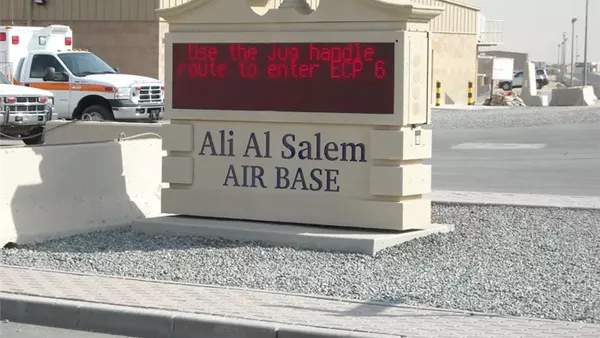 Use the Jug handle
route to enter ECP 6
Ali Al Salem
AIR BASE